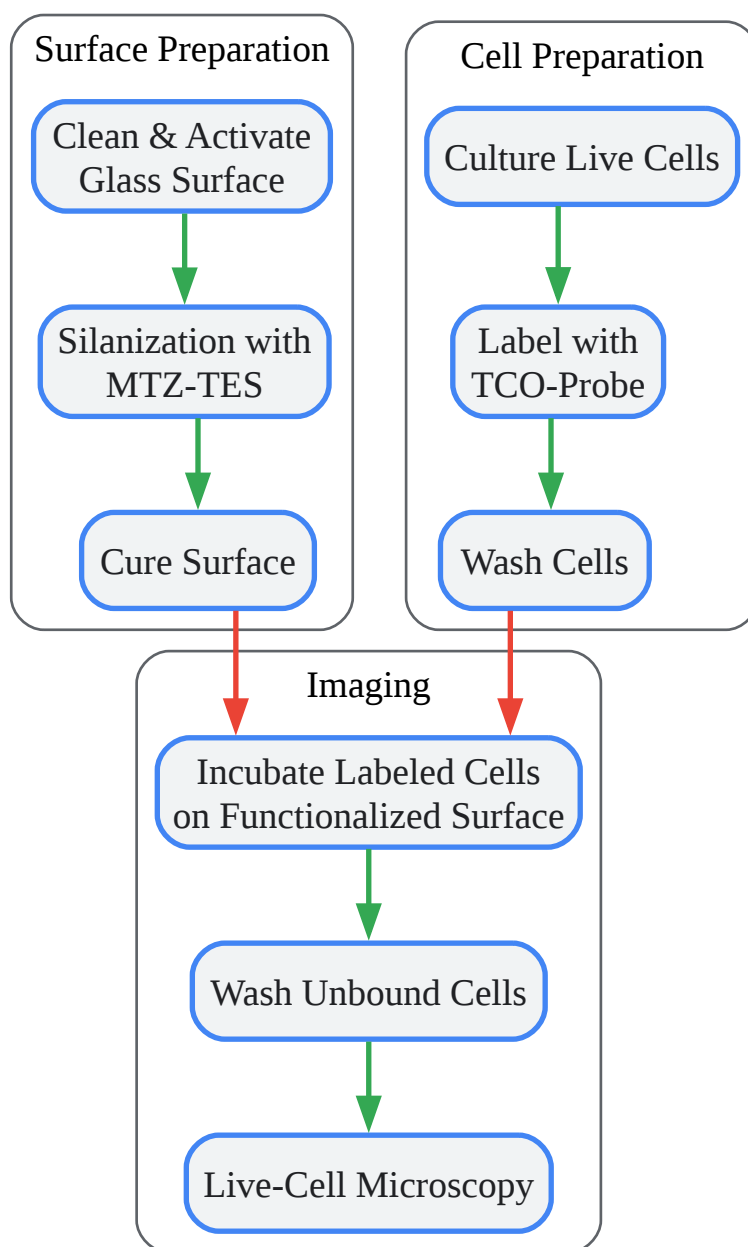 Surface Preparation
Clean & Activate
Glass Surface
Silanization with
MTZ-TES
Cure Surface
Cell Preparation
Culture Live Cells
Label with
TCO-Probe
Wash Cells
Imaging
Incubate Labeled Cells
on Functionalized Surface
Wash Unbound Cells
Live-Cell Microscopy